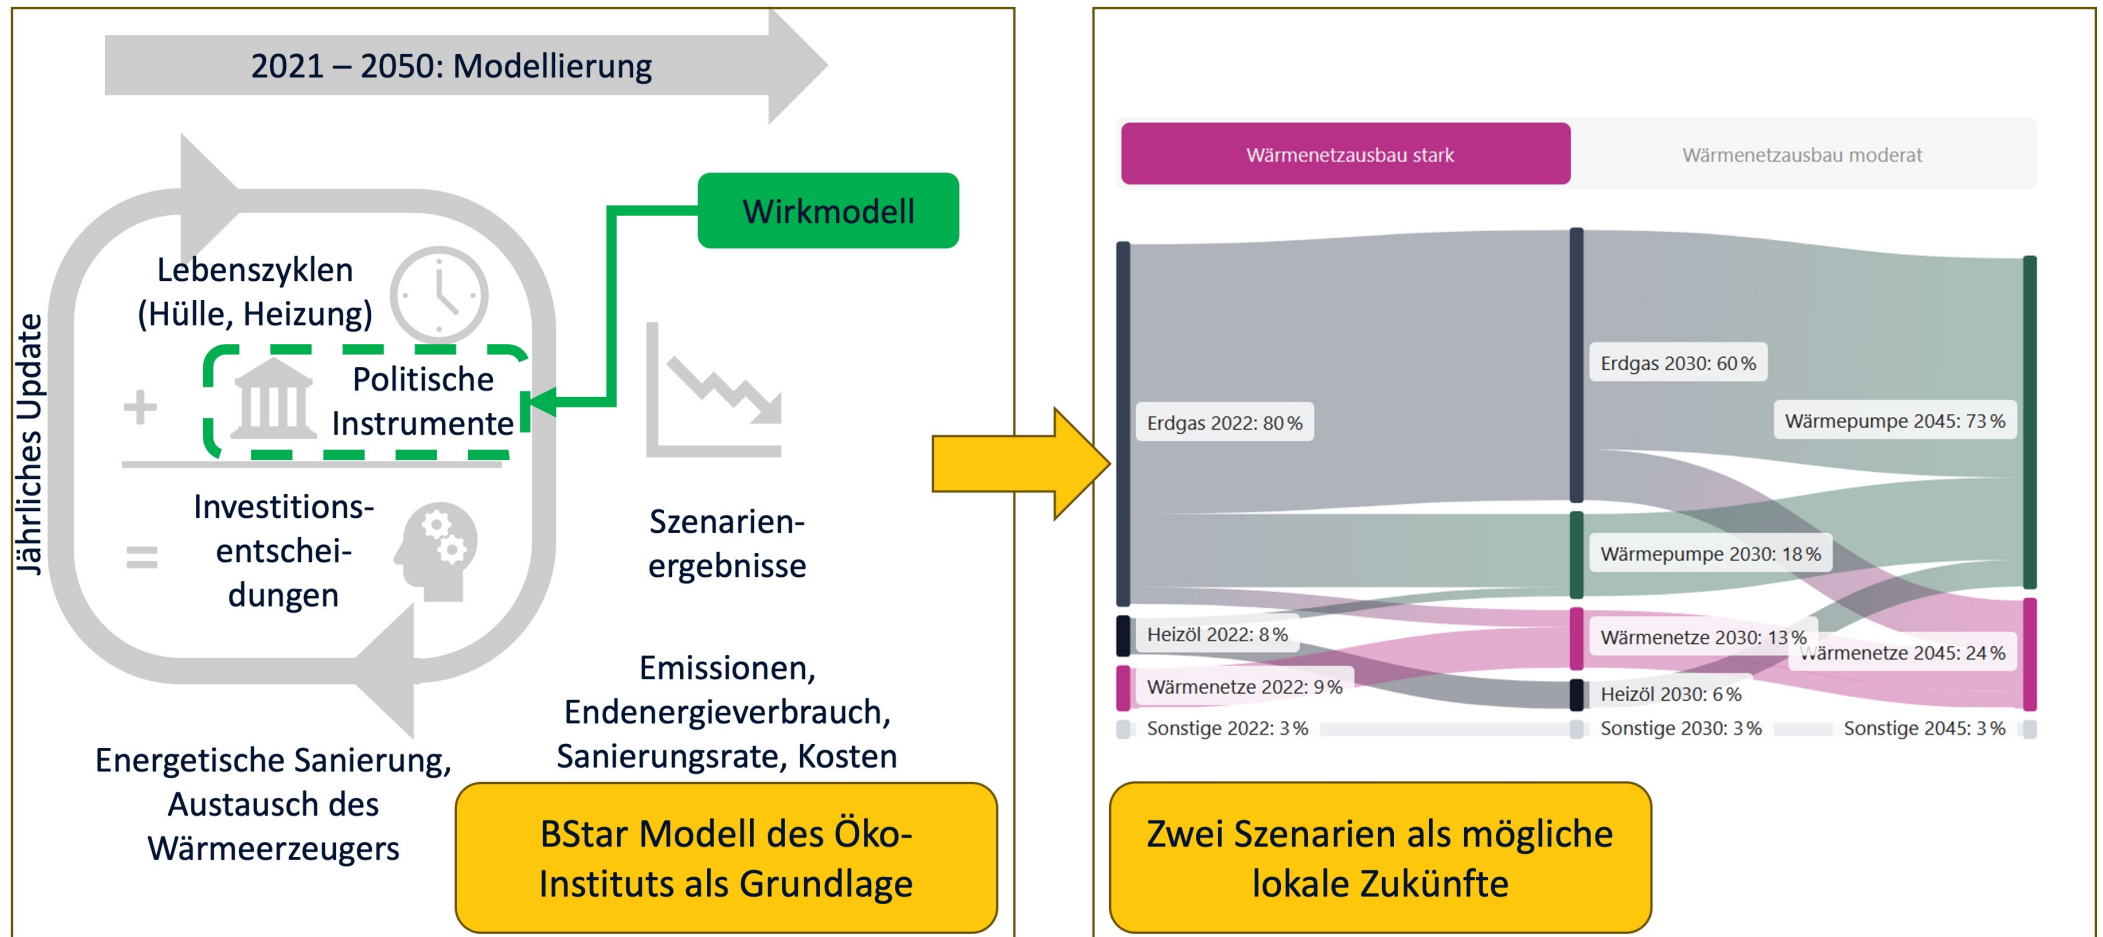 2021 – 2050: Modellierung
Wirkmodell
Jährliches Update
Lebenszyklen
(Hülle, Heizung)
+
Politische
Instrumente
=
Investitions-
entschei-
dungen
Szenarien-
ergebnisse
Emissionen,
Endenergieverbrauch,
Sanierungsrate, Kosten
Energetische Sanierung,
Austausch des
Wärmeerzeugers
BStar Modell des Öko-
Instituts als Grundlage
Wärmenetzausbau stark
Wärmenetzausbau moderat
Erdgas 2022: 80 %
Heizöl 2022: 8 %
Wärmenetze 2022: 9 %
Sonstige 2022: 3 %
Erdgas 2030: 60 %
Wärmepumpe 2030: 18 %
Wärmenetze 2030: 13 %
Heizöl 2030: 6 %
Sonstige 2030: 3 %
Wärmepumpe 2045: 73 %
Wärmenetze 2045: 24 %
Sonstige 2045: 3 %
Zwei Szenarien als mögliche
lokale Zukünfte